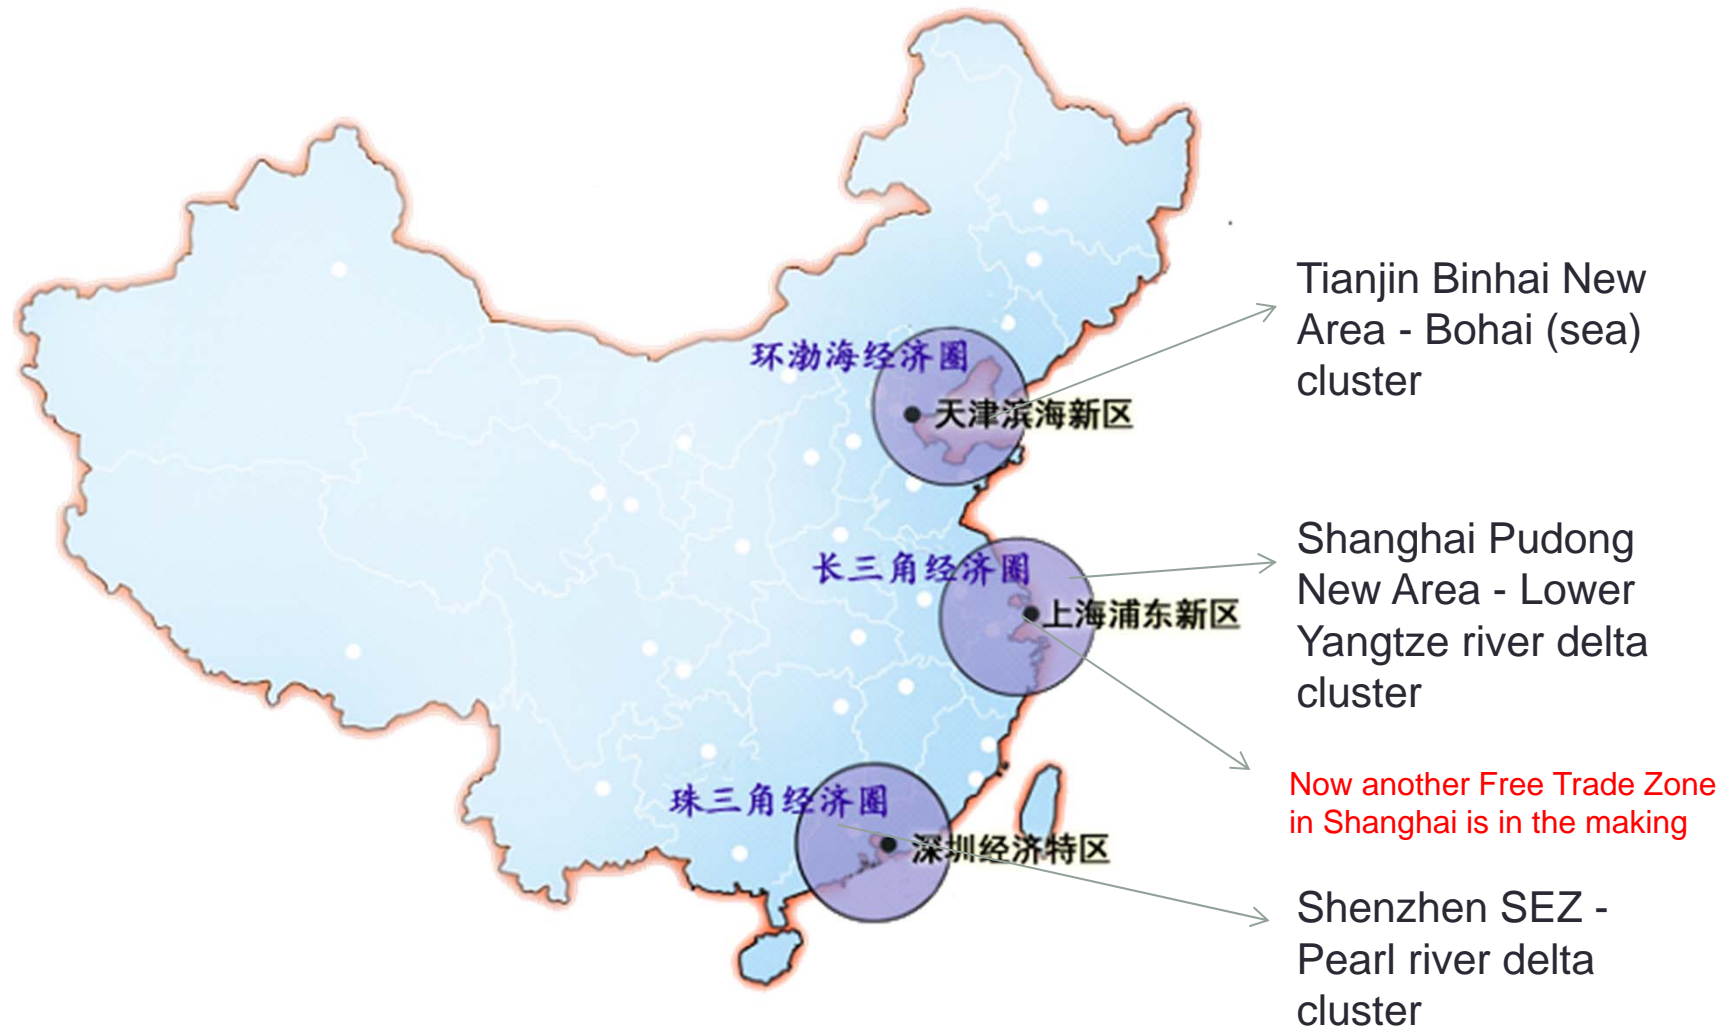 Tianjin Binhai New
Area - Bohai (sea)
cluster
环渤海经济圈
天津滨海新区
Shanghai Pudong
New Area - Lower
Yangtze river delta
cluster
长三角经济圈
上海浦东新区
Now another Free Trade Zone
in Shanghai is in the making
珠三角经济圈
深圳经济特区
Shenzhen SEZ -
Pearl river delta
cluster